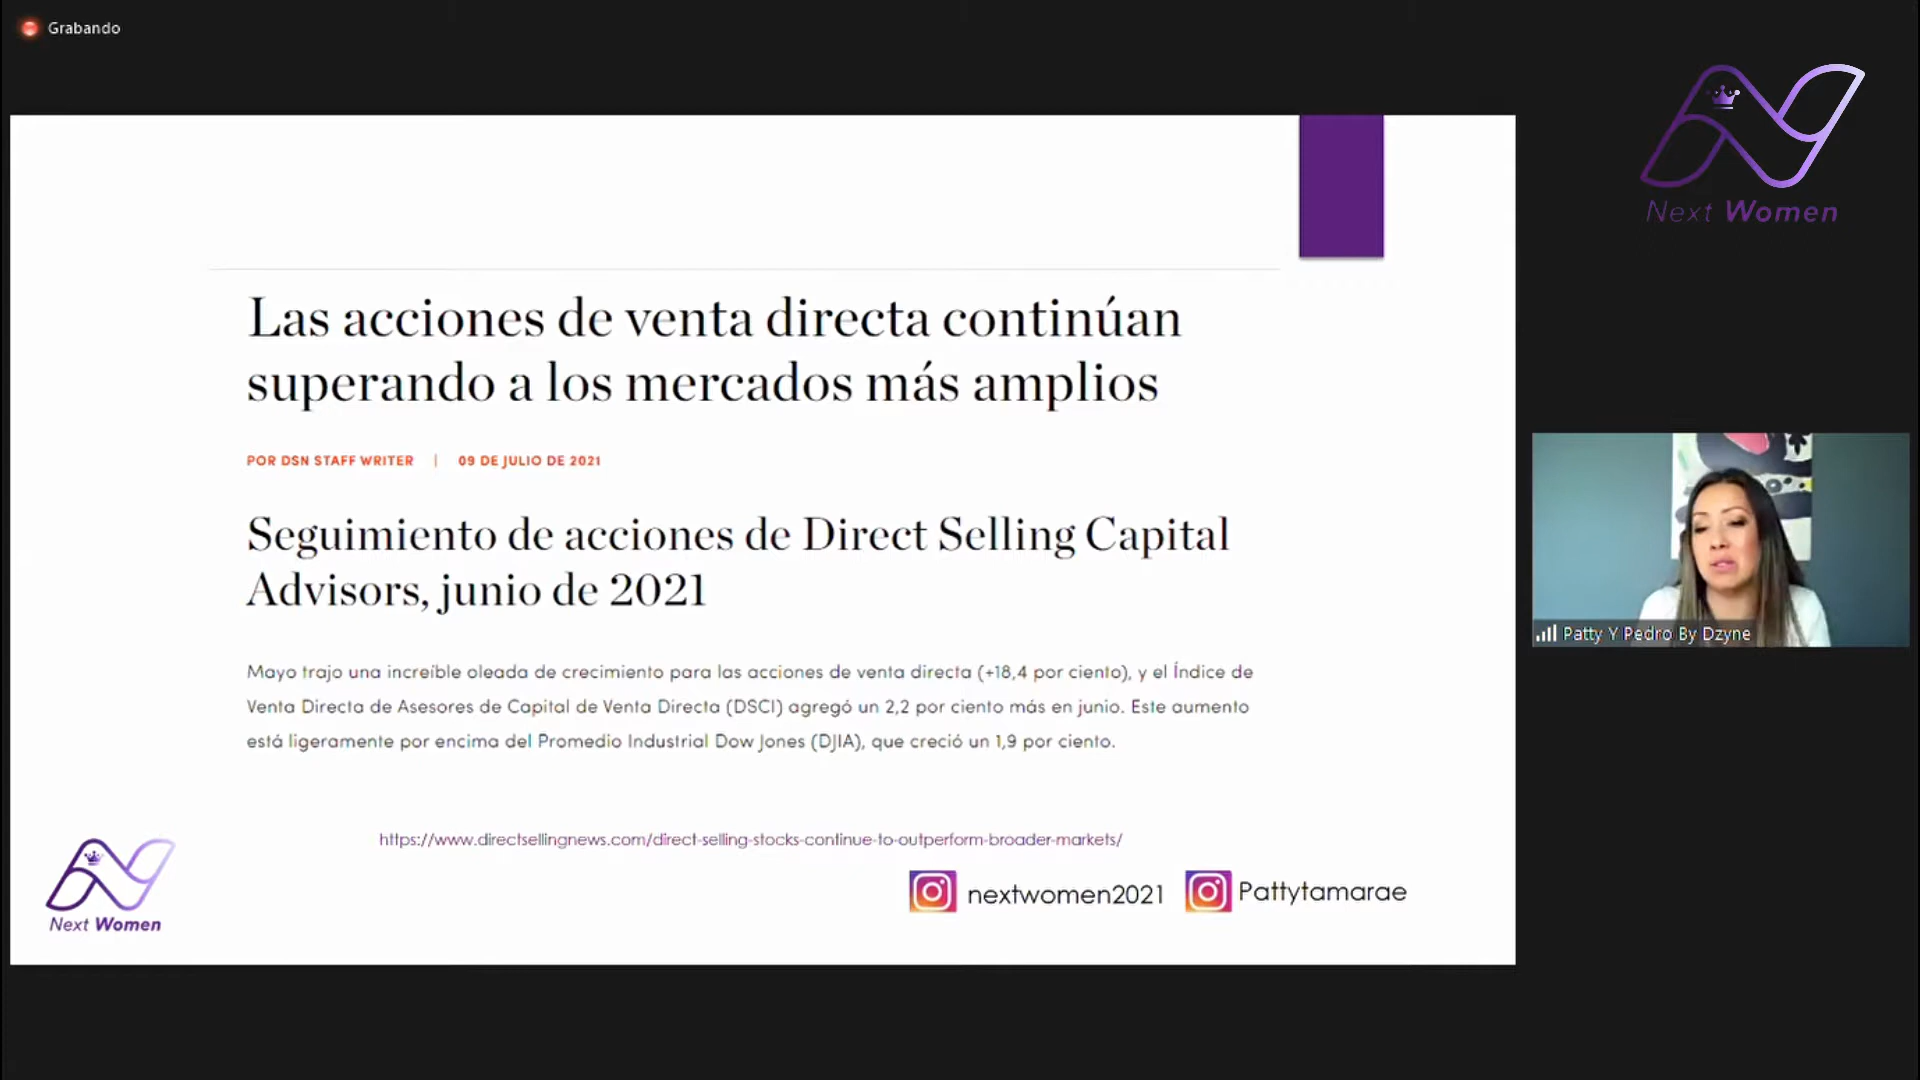 Grabando
Next Women
Las acciones de venta directa continúan
superando a los mercados más amplios
POR DSN STAFF WRITER | 09 DE JULIO DE 2021
Seguimiento de acciones de Direct Selling Capital
Advisors, junio de 2021
Mayo trajo una increíble oleada de crecimiento para las acciones de venta directa (+18,4 por ciento), y el Índice de
Venta Directa de Asesores de Capital de Venta Directa (DSCI) agregó un 2,2 por ciento más en junio. Este aumento
está ligeramente por encima del Promedio Industrial Dow Jones (DJIA), que creció un 1,9 por ciento.
https://www.directsellingnews.com/direct-selling-stocks-continue-to-outperform-broader-markets/
nextwomen2021
Pattytamarae
Next Women
Patty Y Pedro By Dzyne